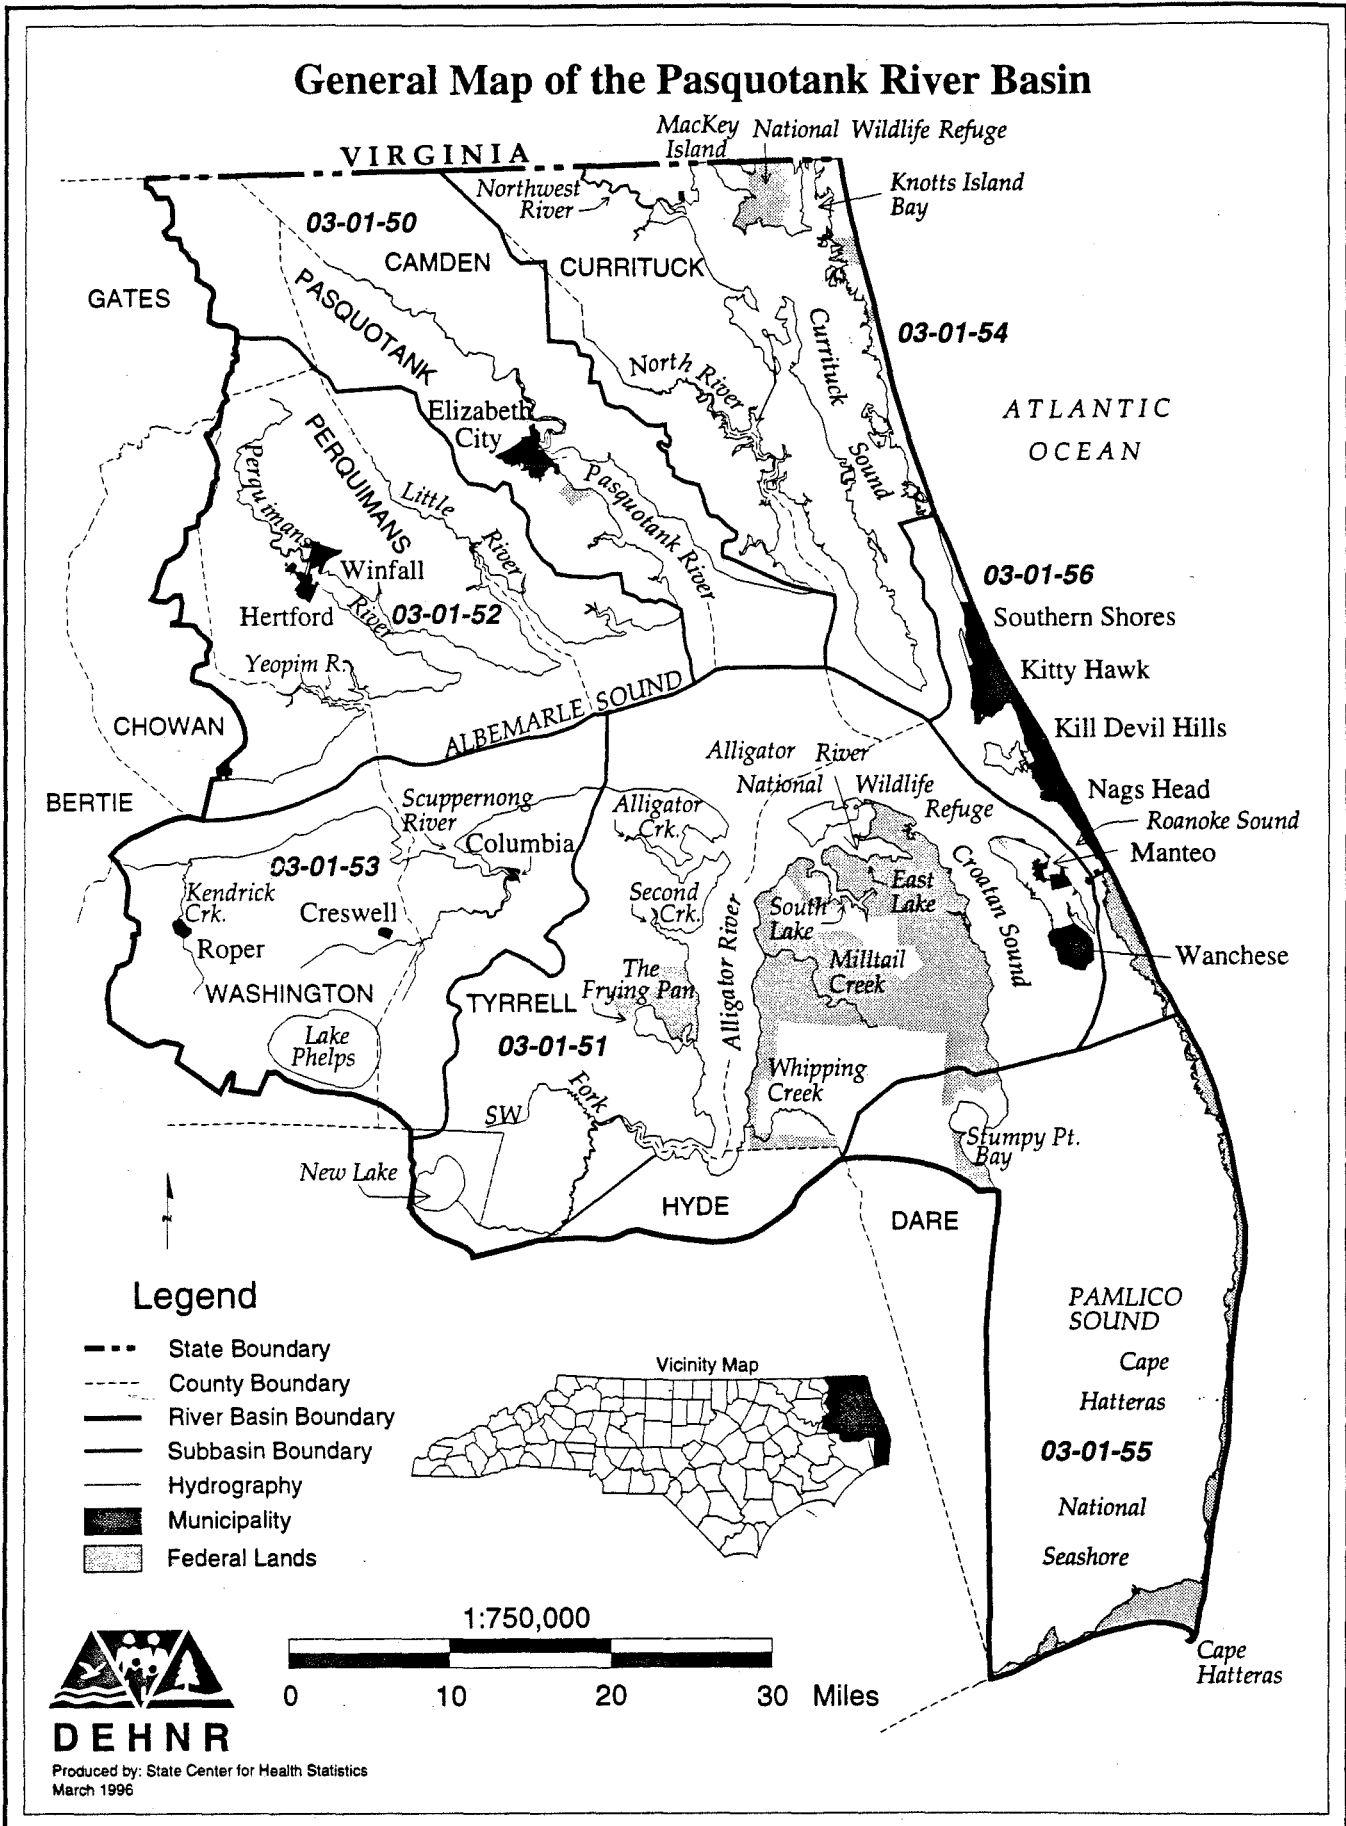 General Map of the Pasquotank River Basin
MacKey
Island
National Wildlife Refuge
VIRGINIA
Northwest
River
Knotts Island
Bay
03-01-50
CAMDEN
CURRITUCK
GATES
PASQUOTANK
03-01-54
Currituck
Sound
North River
ATLANTIC
OCEAN
Elizabeth
City
PERQUIMANS
Perquimans
River
Little
River
Pasquotank River
Winfall
Hertford
03-01-52
03-01-56
Southern Shores
Yeopim R.
Kitty Hawk
CHOWAN
ALBEMARLE SOUND
Kill Devil Hills
Alligator River
National Wildlife
Refuge
BERTIE
Nags Head
Roanoke Sound
Manteo
Scuppernong
River
Columbia
Alligator
Crk.
03-01-53
Kendrick
Crk.
Creswell
Second
Crk.
South
Lake
East
Lake
Croatan Sound
Roper
Alligator River
Milltail
Creek
Wanchese
The
Frying Pan
WASHINGTON
TYRRELL
Lake
Phelps
03-01-51
Whipping
Creek
SW
Fork
Stumpy Pt.
Bay
New Lake
HYDE
DARE
N
PAMLICO
SOUND
Cape
Hatteras
03-01-55
National
Seashore
Cape
Hatteras
Legend
State Boundary
County Boundary
River Basin Boundary
Subbasin Boundary
Hydrography
Municipality
Federal Lands
Vicinity Map
1:750,000
0 10 20 30 Miles
DEHNR
Produced by: State Center for Health Statistics
March 1996